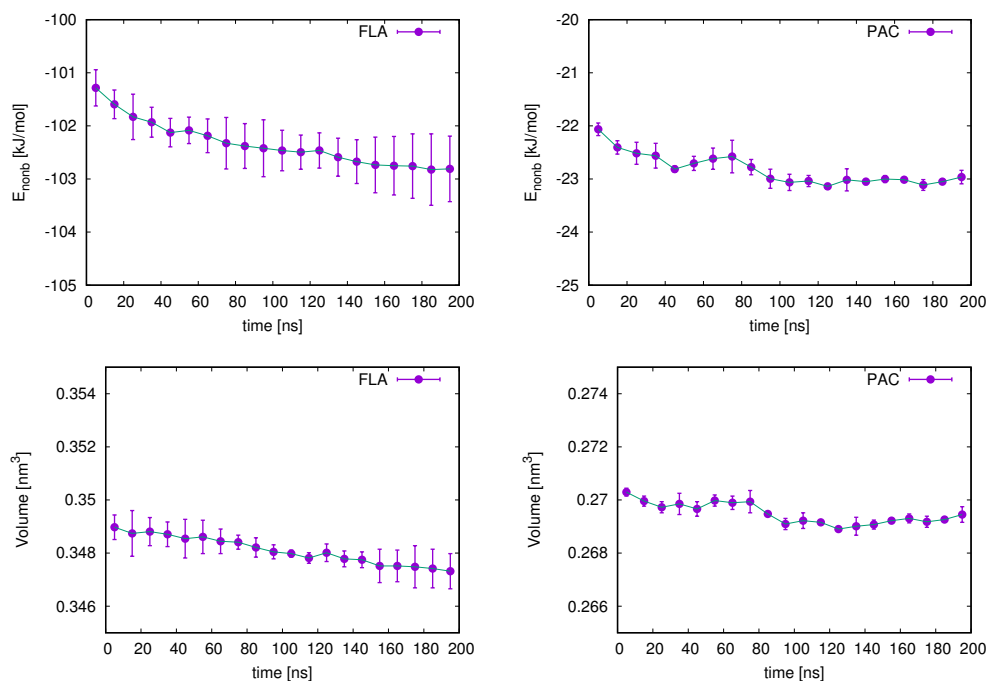 -100
-101
-102
-103
-104
-105
E_nonb [kJ/mol]
FLA
0 20 40 60 80 100 120 140 160 180 200
time [ns]
-20
-21
-22
-23
-24
-25
E_nonb [kJ/mol]
PAC
0 20 40 60 80 100 120 140 160 180 200
time [ns]
0.354
0.352
0.35
0.348
0.346
Volume [nm³]
FLA
0 20 40 60 80 100 120 140 160 180 200
time [ns]
0.274
0.272
0.27
0.268
0.266
Volume [nm³]
PAC
0 20 40 60 80 100 120 140 160 180 200
time [ns]